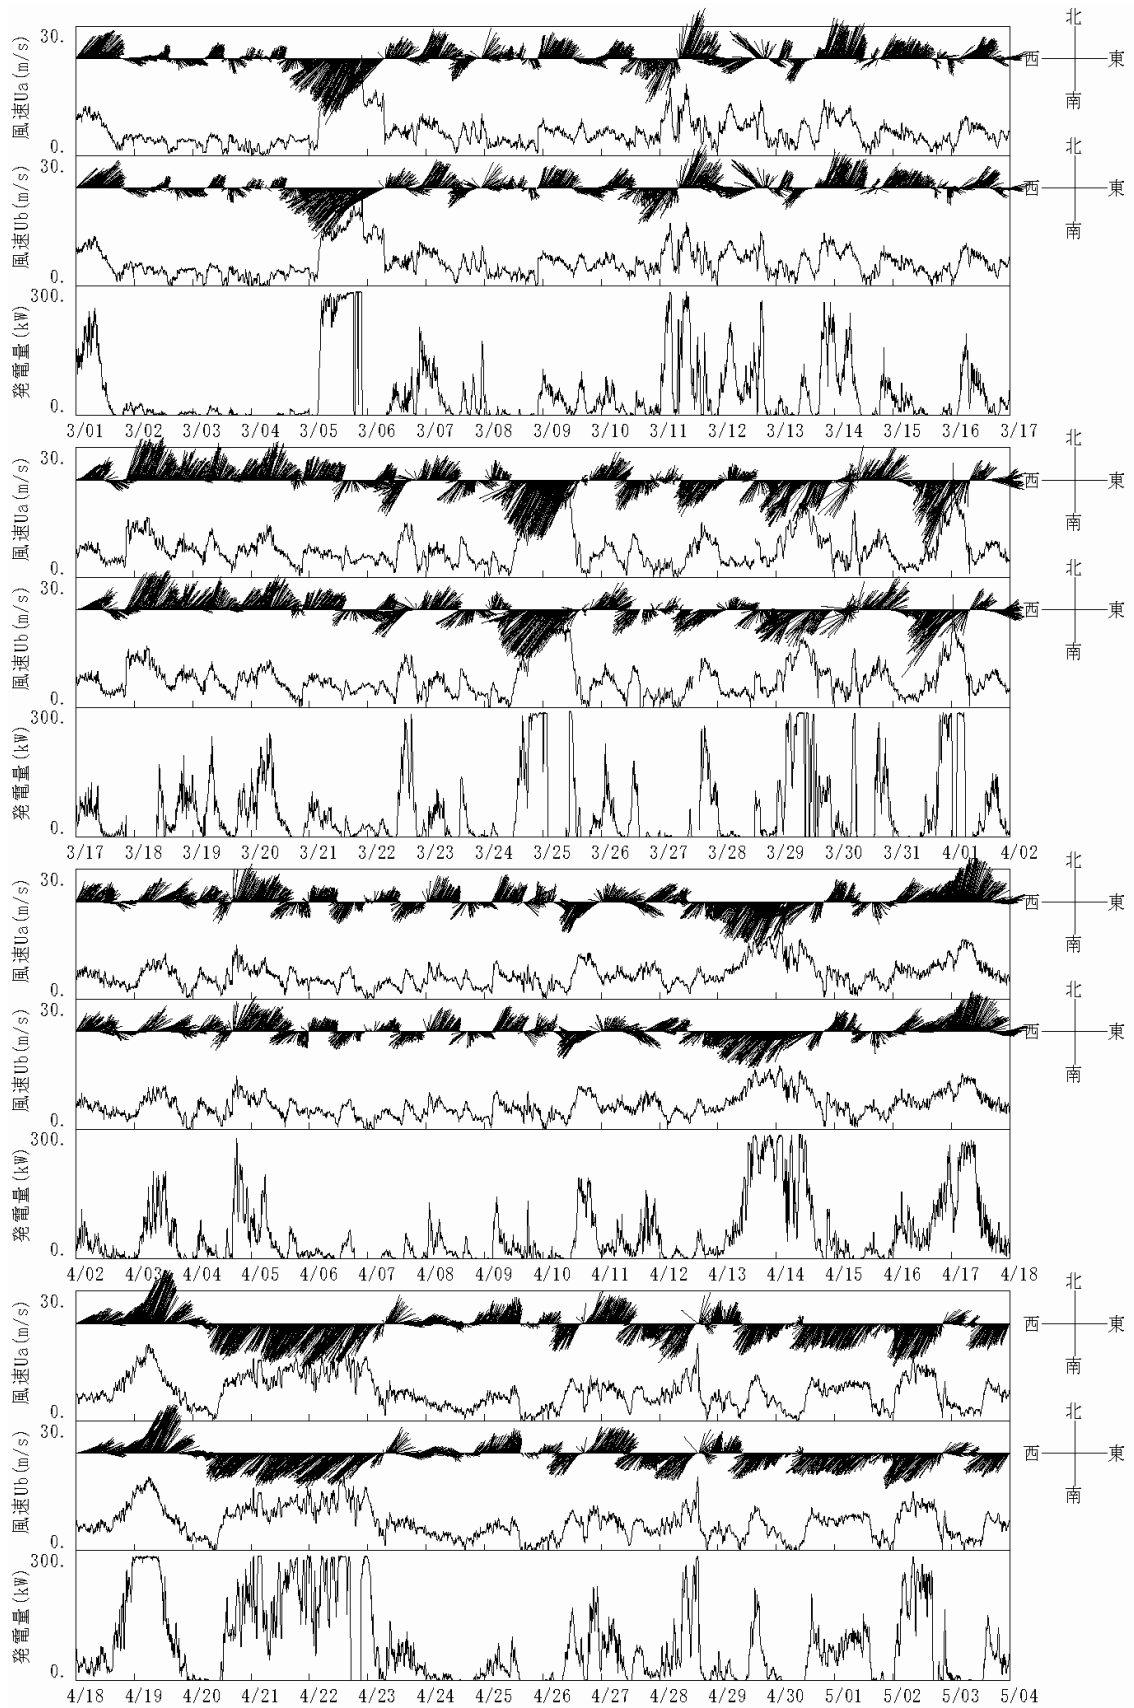 北
30.
風速Ua(m/s)
西 東
0.
南
北
30.
風速Ub(m/s)
西 東
0.
南
300.
発電量(kW)
0.
3/01 3/02 3/03 3/04 3/05 3/06 3/07 3/08 3/09 3/10 3/11 3/12 3/13 3/14 3/15 3/16 3/17
北
30.
風速Ua(m/s)
西 東
0.
南
北
30.
風速Ub(m/s)
西 東
0.
南
300.
発電量(kW)
0.
3/17 3/18 3/19 3/20 3/21 3/22 3/23 3/24 3/25 3/26 3/27 3/28 3/29 3/30 3/31 4/01 4/02
北
30.
風速Ua(m/s)
西 東
0.
南
北
30.
風速Ub(m/s)
西 東
0.
南
300.
発電量(kW)
0.
4/02 4/03 4/04 4/05 4/06 4/07 4/08 4/09 4/10 4/11 4/12 4/13 4/14 4/15 4/16 4/17 4/18
北
30.
風速Ua(m/s)
西 東
0.
南
北
30.
風速Ub(m/s)
西 東
0.
南
300.
発電量(kW)
0.
4/18 4/19 4/20 4/21 4/22 4/23 4/24 4/25 4/26 4/27 4/28 4/29 4/30 5/01 5/02 5/03 5/04